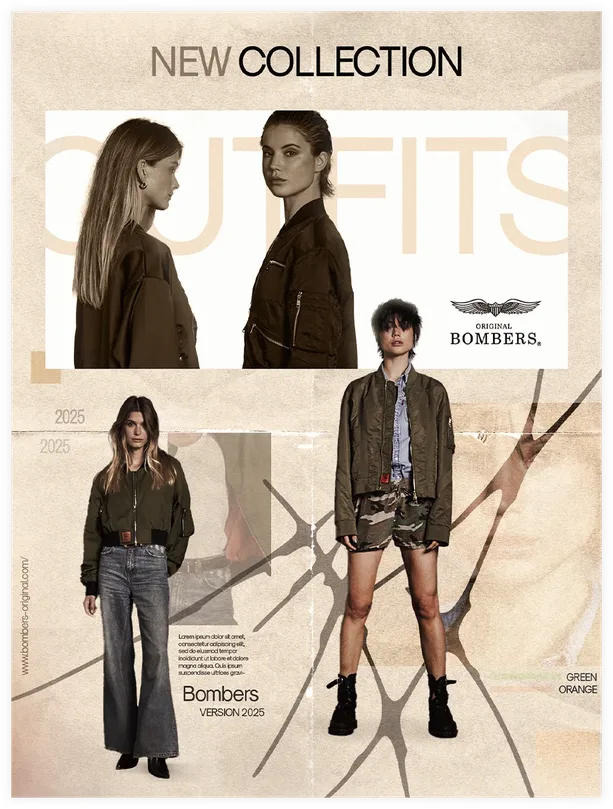 NEW COLLECTION
OUTFITS
ORIGINAL
BOMBERS®
2025
2025
www.bombers-original.com/
Lorem ipsum dolor sit amet,
consectetur adipiscing elit,
sed do eiusmod tempor
incididunt ut labore et dolore
magna aliqua. Quis ipsum
suspendisse ultrices grav-
Bombers
VERSION 2025
GREEN
ORANGE